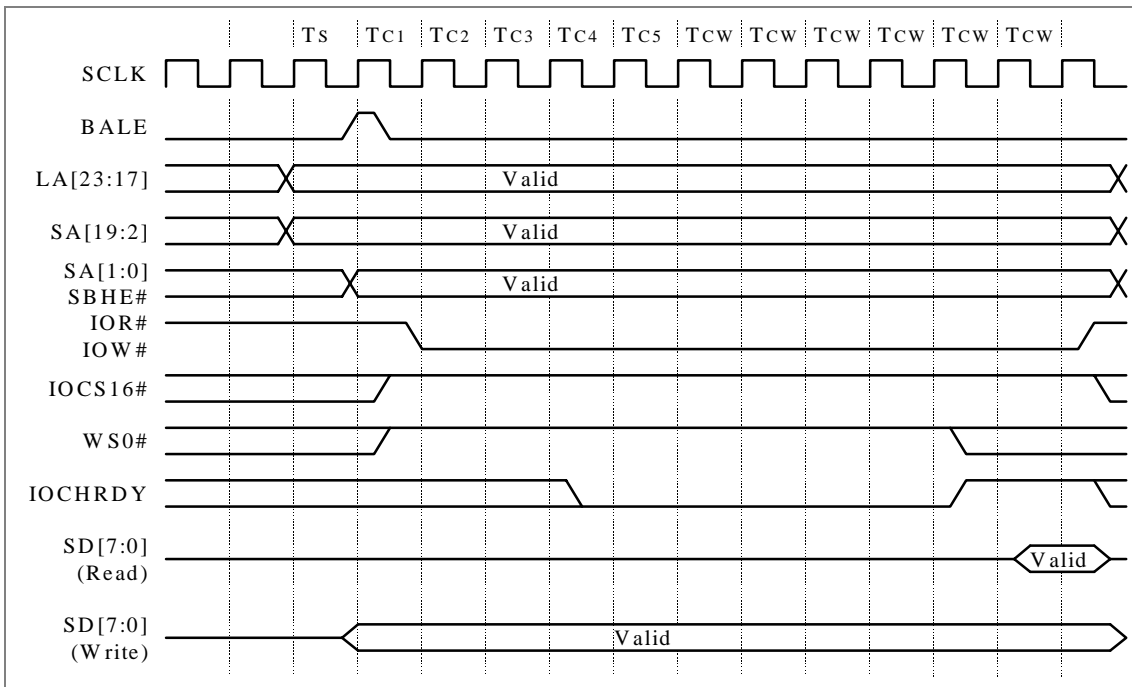 TS TC1 TC2 TC3 TC4 TC5 TCW TCW TCW TCW TCW TCW
SCLK
BALE
LA[23:17] Valid
SA[19:2] Valid
SA[1:0]
SBHE# Valid
IOR#
IOW#
IOCS16#
WS0#
IOCHRDY
SD[7:0]
(Read) Valid
SD[7:0]
(Write) Valid